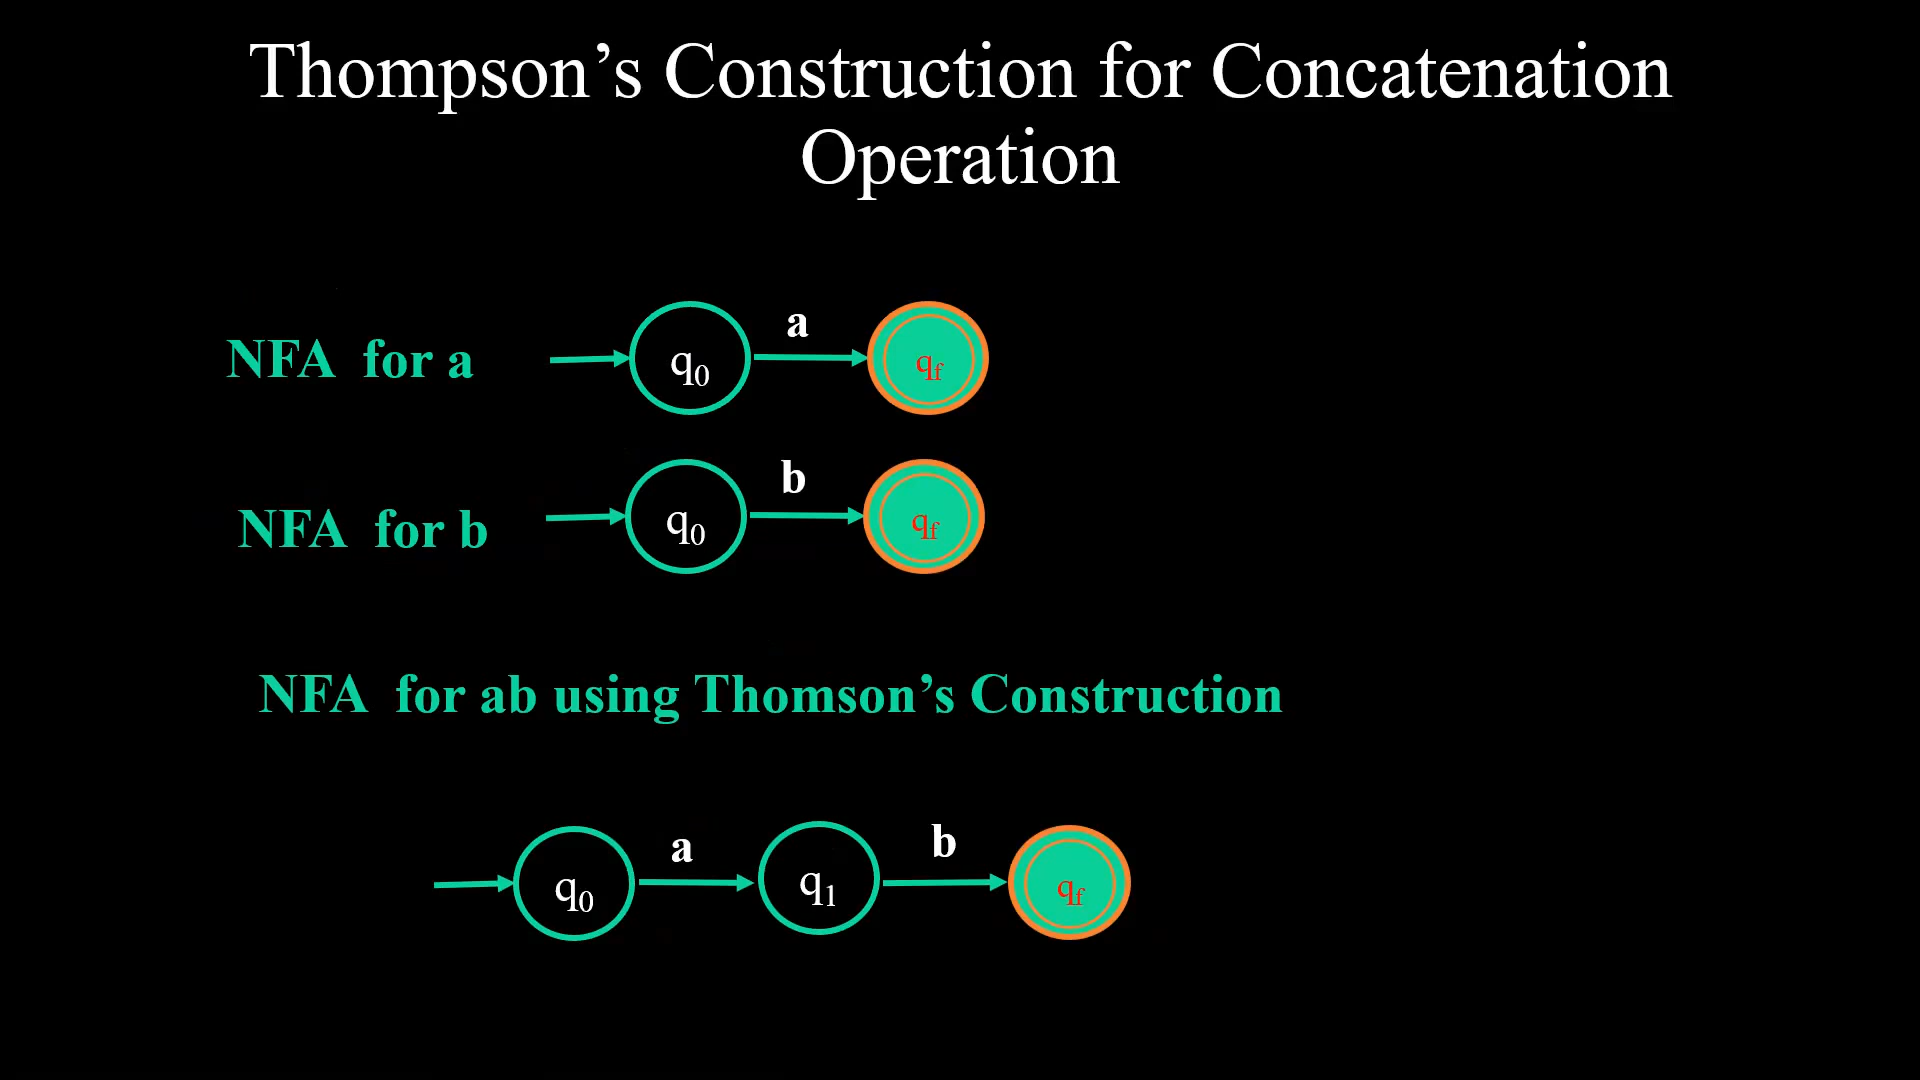 Thompson’s Construction for Concatenation
Operation
a
NFA for a
q0
qf
b
NFA for b
q0
qf
NFA for ab using Thomson’s Construction
a
b
q0
q1
qf